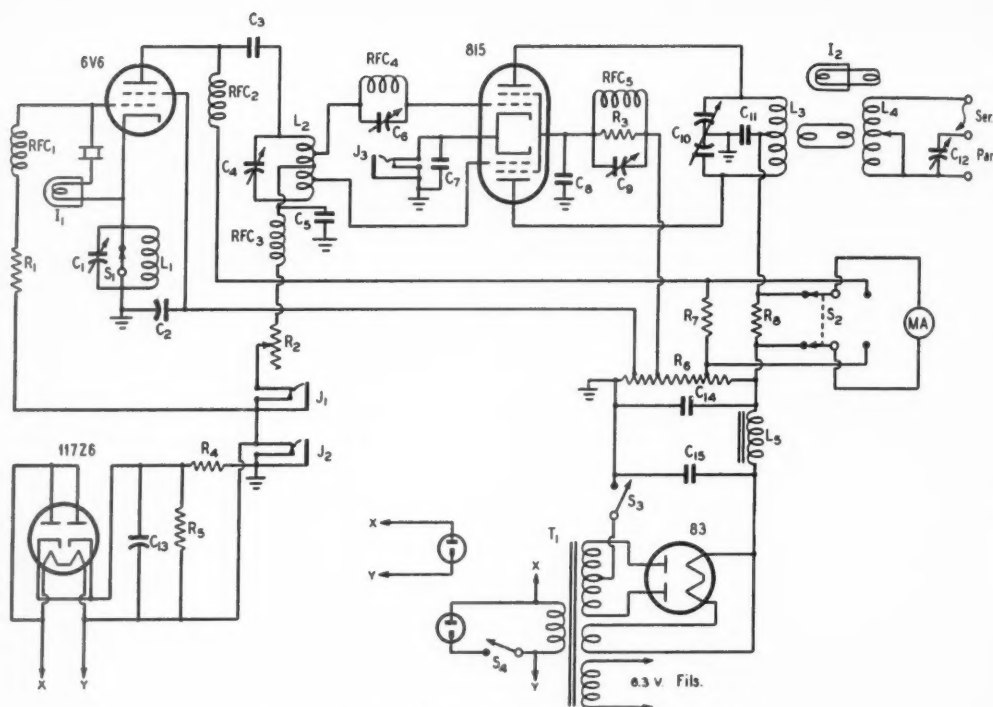 C3
6V6
RFC2
RFC4
815
RFC5
I2
RFC1
C6
R3
L3
L4
Ser.
L2
C10
C11
Par
C4
J3
C12
C7
C9
C8
I1
C5
RFC3
R1
C1
S1
L1
C2
R7
R8
S2
MA
R2
R6
C14
J1
L5
117Z6
R4
J2
C15
S3
X
T1
83
C13
R5
Y
X
S4
Y
6.3 V. Fils.
X
Y